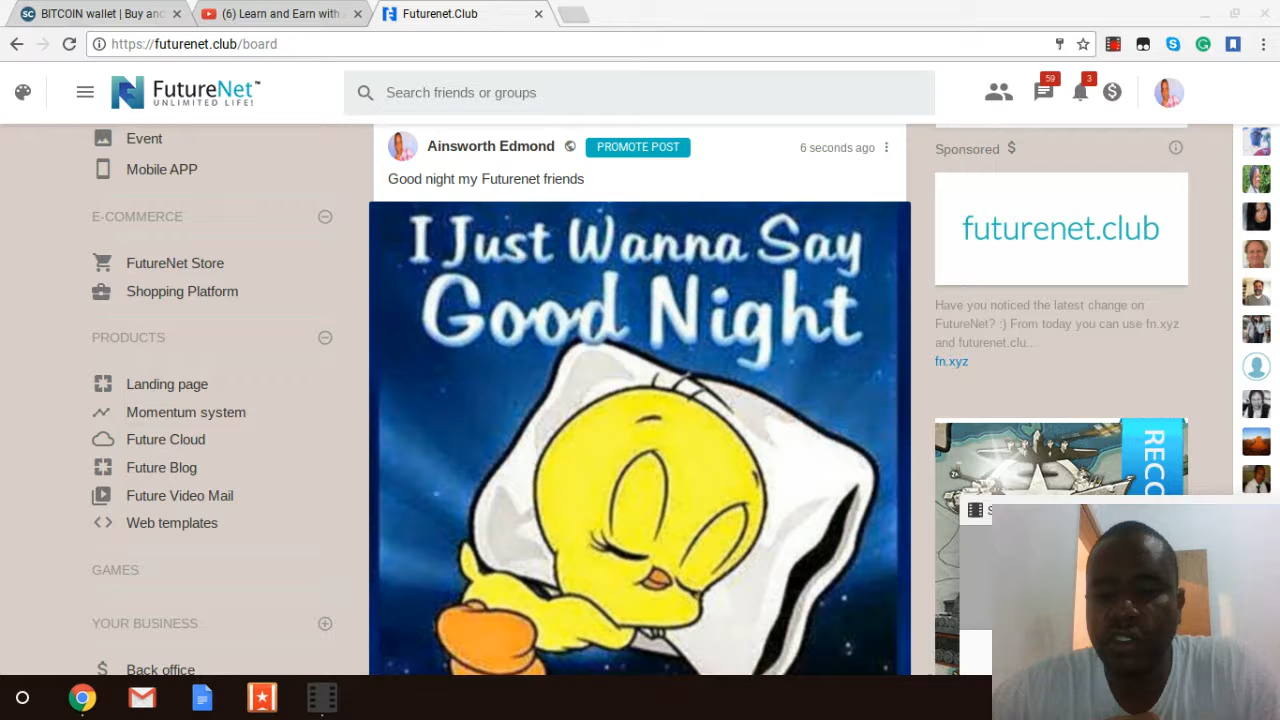 BITCOIN wallet | Buy an
(6) Learn and Earn with
Futurenet.Club
https://futurenet.club/board
FutureNet™
UNLIMITED LIFE!
Search friends or groups
59
3
Event
Mobile APP
E-COMMERCE
FutureNet Store
Shopping Platform
PRODUCTS
Landing page
Momentum system
Future Cloud
Future Blog
Future Video Mail
Web templates
GAMES
YOUR BUSINESS
Back office
Ainsworth Edmond
PROMOTE POST
6 seconds ago
Good night my Futurenet friends
I Just Wanna Say
Good Night
Sponsored
futurenet.club
Have you noticed the latest change on
FutureNet? :) From today you can use fn.xyz
and futurenet.clu...
fn.xyz
RECO